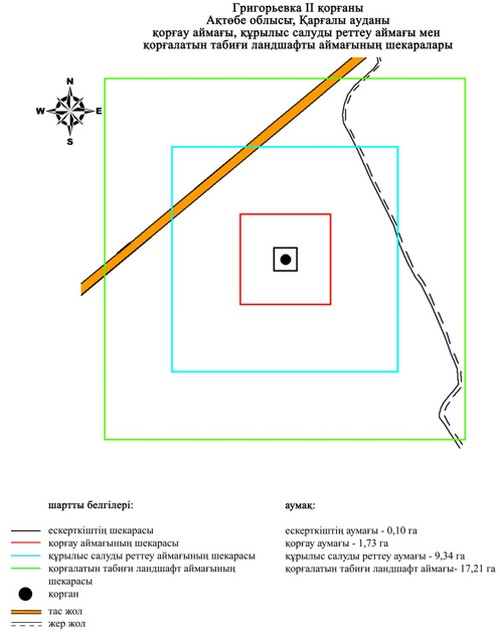 Григорьевка II қорғаны
Ақтөбе облысы, Қарғалы ауданы
қорғау аймағы, құрылыс салуды реттеу аймағы мен
қорғалатын табиғи ландшафты аймағының шекаралары
N
W E
S
шартты белгілері:
ескерткіштің шекарасы
қорғау аймағының шекарасы
құрылыс салуды реттеу аймағының шекарасы
қорғалатын табиғи ландшафт аймағының
шекарасы
қорған
тас жол
жер жол
аумақ:
ескерткіштің аумағы - 0,10 га
қорғау аумағы - 1,73 га
құрылыс салуды реттеу аумағы - 9,34 га
қорғалатын табиғи ландшафт аймағы- 17,21 га